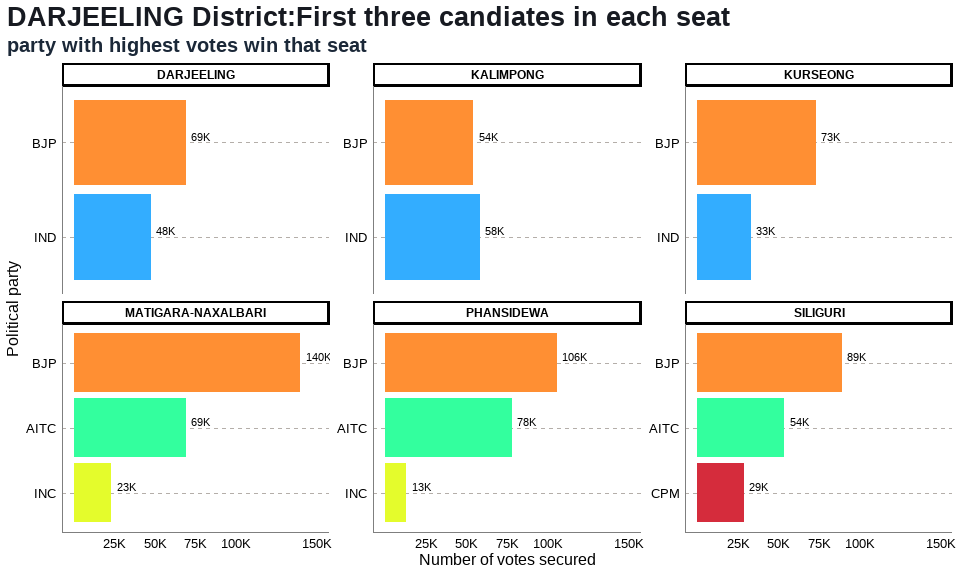 DARJEELING District:First three candiates in each seat
party with highest votes win that seat
DARJEELING
KALIMPONG
KURSEONG
BJP
69K
BJP
54K
BJP
73K
IND
48K
IND
58K
IND
33K
Political party
MATIGARA-NAXALBARI
PHANSIDEWA
SILIGURI
BJP
140K
BJP
106K
BJP
89K
AITC
69K
AITC
78K
AITC
54K
INC
23K
INC
13K
CPM
29K
25K 50K 75K 100K 150K
25K 50K 75K 100K 150K
25K 50K 75K 100K 150K
Number of votes secured